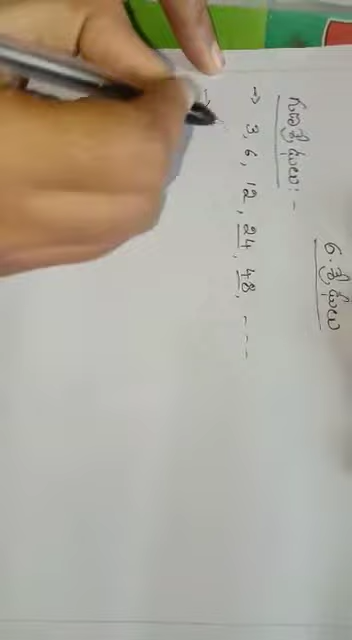 6. శ్రేఢులు
గుణశ్రేఢులు: -
→ 3, 6, 12, 24, 48, - - -
→